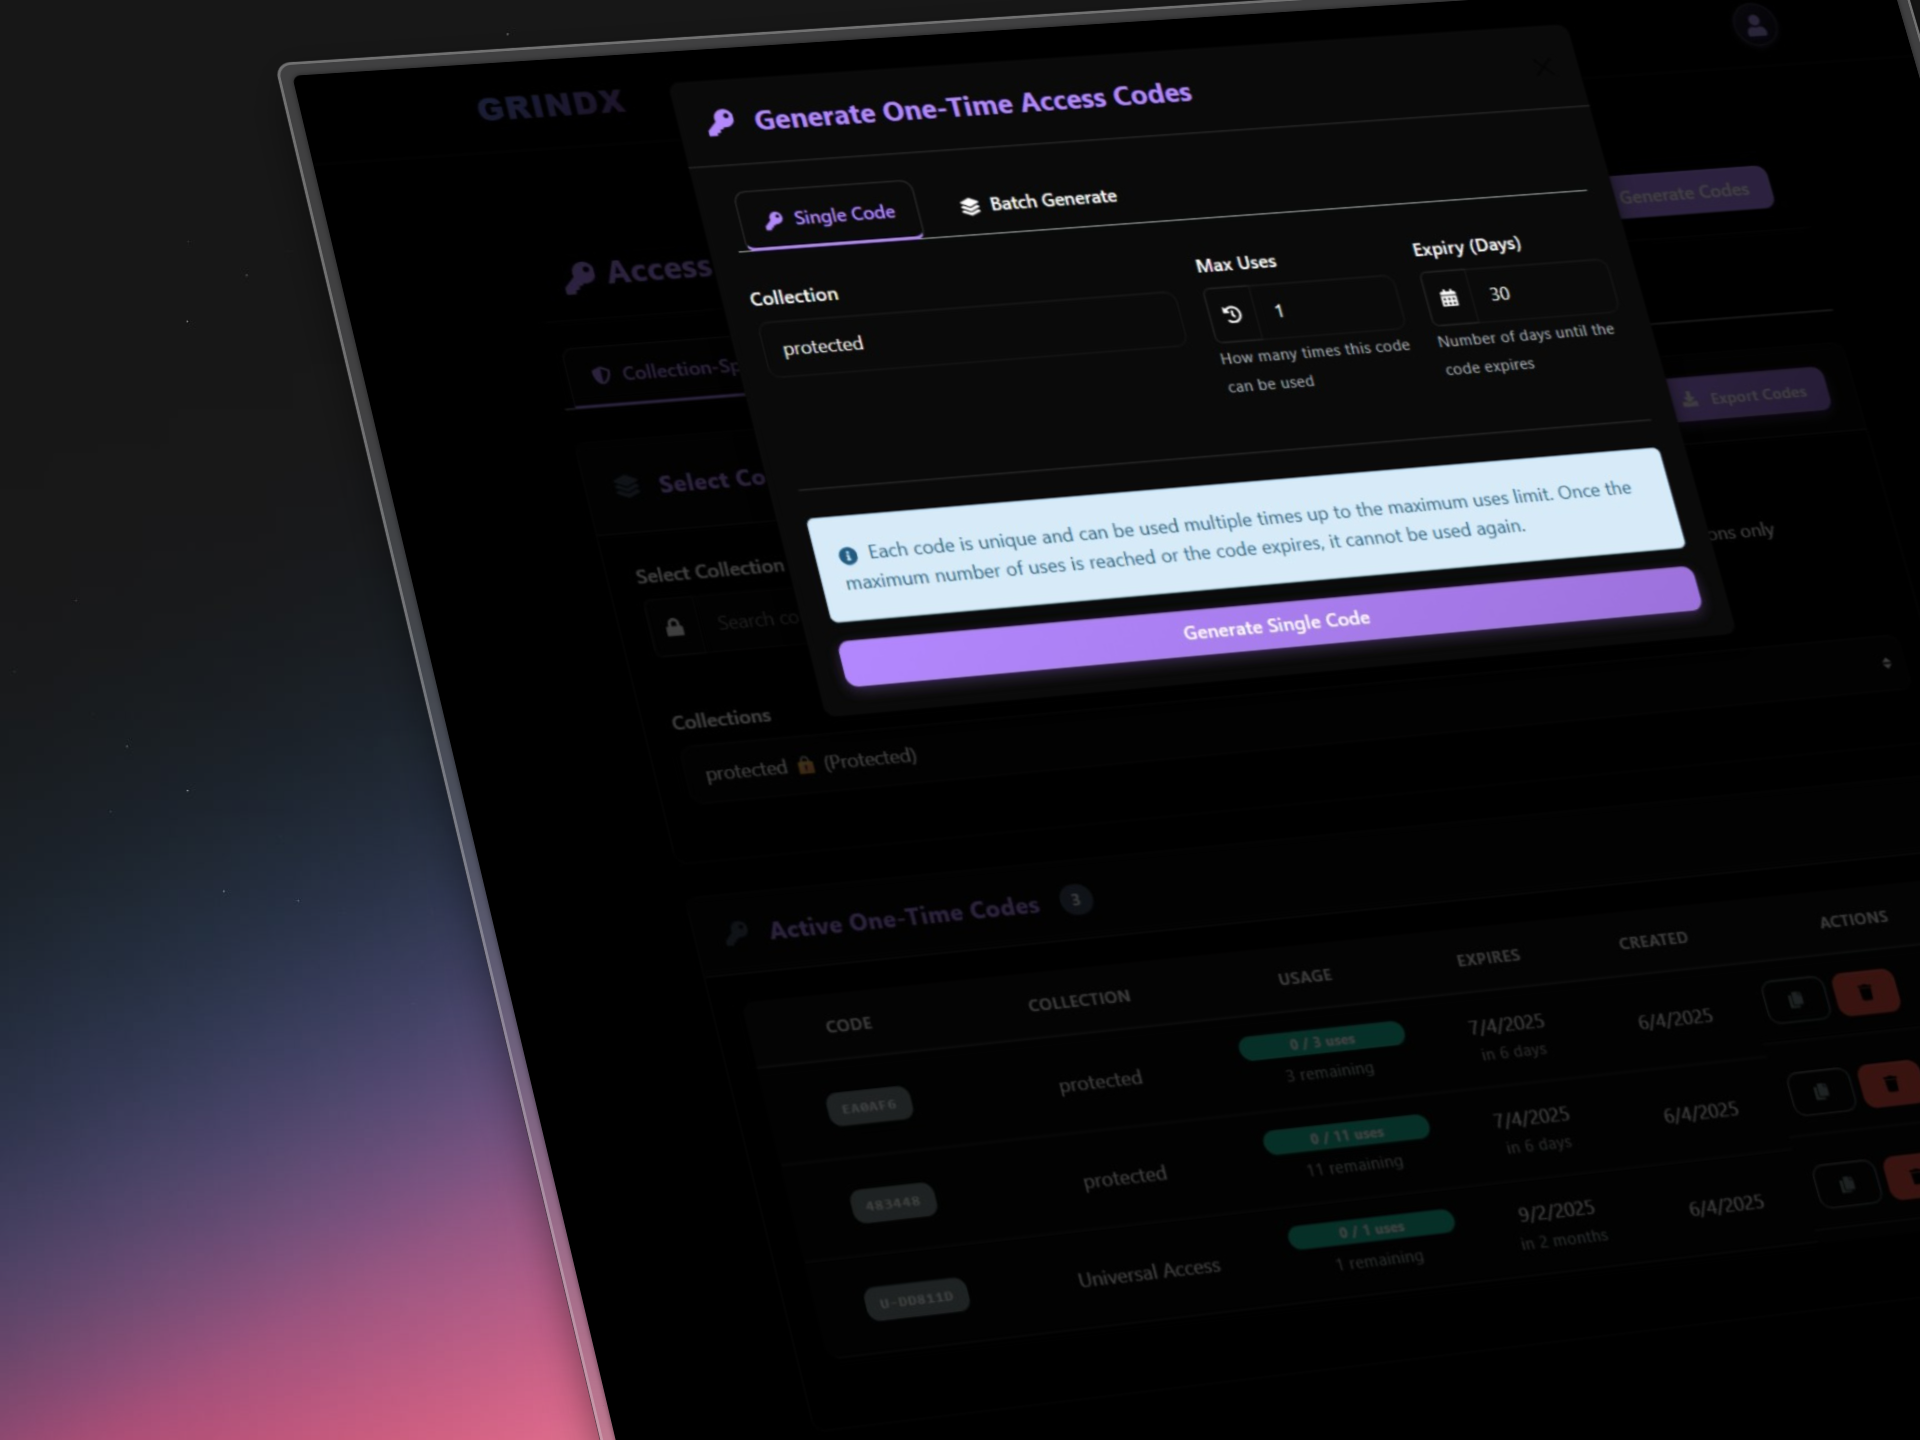 GRINDX
Generate One-Time Access Codes
Single Code
Batch Generate
Generate Codes
Access
Collection
protected
Max Uses
1
How many times this code
can be used
Expiry (Days)
30
Number of days until the
code expires
Collection-Sp
Export Codes
Select Co
Each code is unique and can be used multiple times up to the maximum uses limit. Once the
maximum number of uses is reached or the code expires, it cannot be used again.
ons only
Select Collection
Search co
Generate Single Code
Collections
protected 🔒 (Protected)
Active One-Time Codes 3
CODE COLLECTION USAGE EXPIRES CREATED ACTIONS
EA0AF6 protected 0 / 3 uses 7/4/2025 6/4/2025
3 remaining in 6 days
483448 protected 0 / 11 uses 7/4/2025 6/4/2025
11 remaining in 6 days
U-DD811D Universal Access 0 / 1 uses 9/2/2025 6/4/2025
1 remaining in 2 months